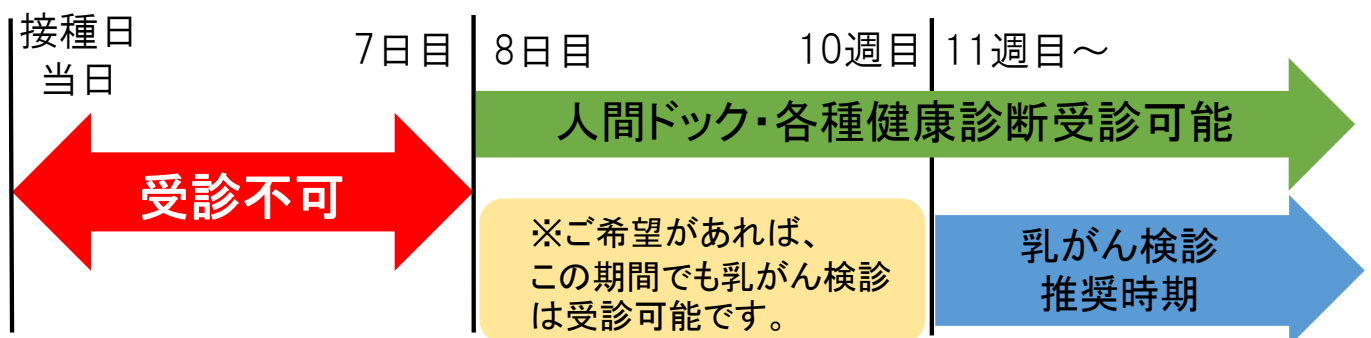 接種日
当日
7日目
8日目
10週目
11週目～
人間ドック・各種健康診断受診可能
受診不可
※ご希望があれば、
この期間でも乳がん検診
は受診可能です。
乳がん検診
推奨時期